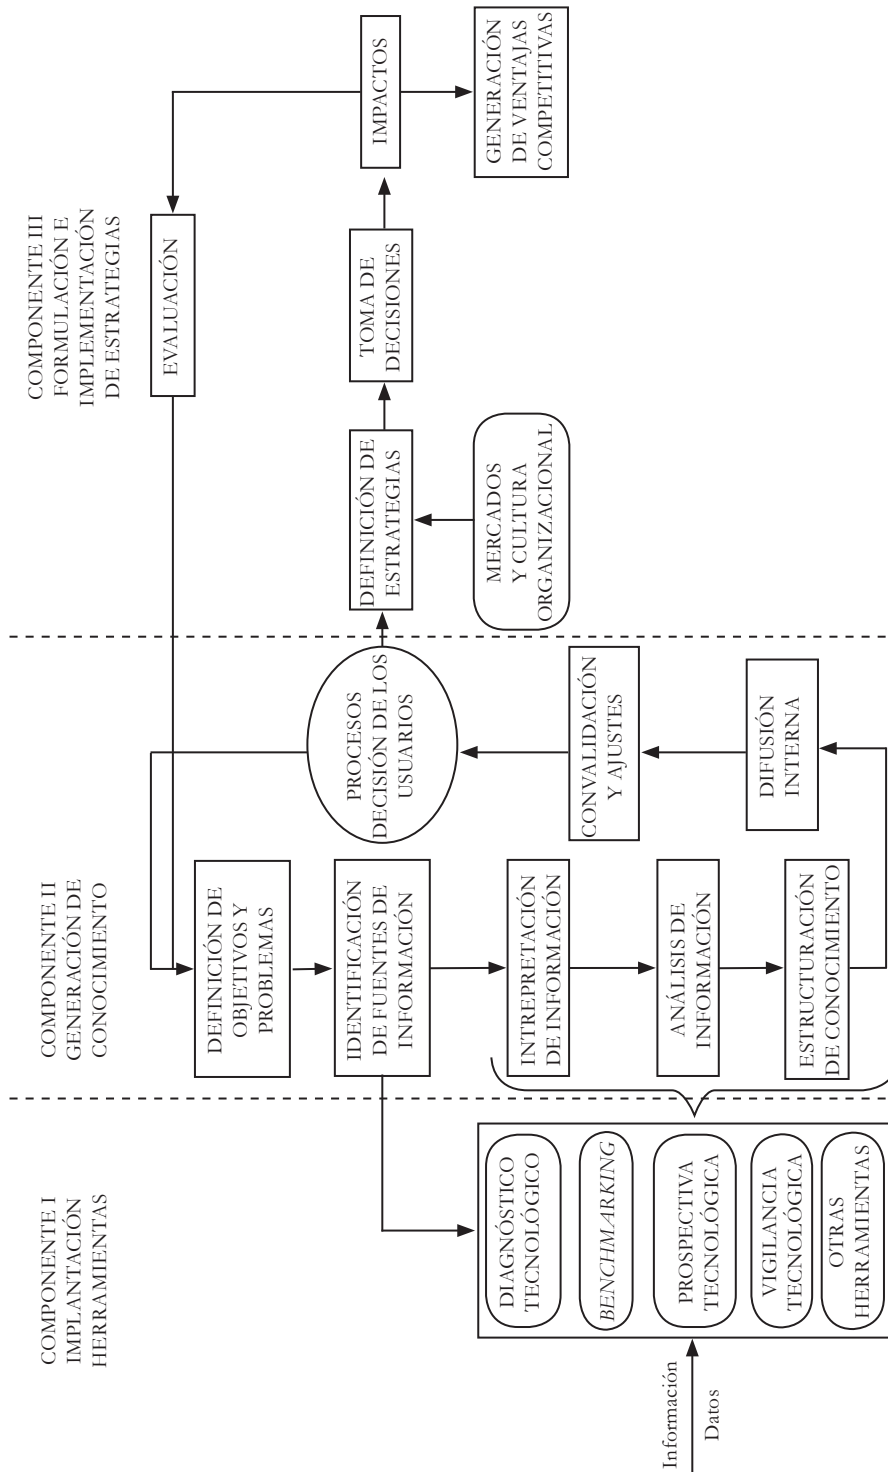 COMPONENTE I
IMPLANTACIÓN
HERRAMIENTAS
COMPONENTE II
GENERACIÓN DE
CONOCIMIENTO
COMPONENTE III
FORMULACIÓN E
IMPLEMENTACIÓN
DE ESTRATEGIAS
Información
Datos
DIAGNÓSTICO
TECNOLÓGICO
BENCHMARKING
PROSPECTIVA
TECNOLÓGICA
VIGILANCIA
TECNOLÓGICA
OTRAS
HERRAMIENTAS
DEFINICIÓN DE
OBJETIVOS Y
PROBLEMAS
IDENTIFICACIÓN
DE FUENTES DE
INFORMACIÓN
INTREPRETACIÓN
DE INFORMACIÓN
ANÁLISIS DE
INFORMACIÓN
ESTRUCTURACIÓN
DE CONOCIMIENTO
DIFUSIÓN
INTERNA
CONVALIDACIÓN
Y AJUSTES
PROCESOS
DECISIÓN DE LOS
USUARIOS
DEFINICIÓN DE
ESTRATEGIAS
MERCADOS
Y CULTURA
ORGANIZACIONAL
TOMA DE
DECISIONES
IMPACTOS
GENERACIÓN
DE VENTAJAS
COMPETITIVAS
EVALUACIÓN